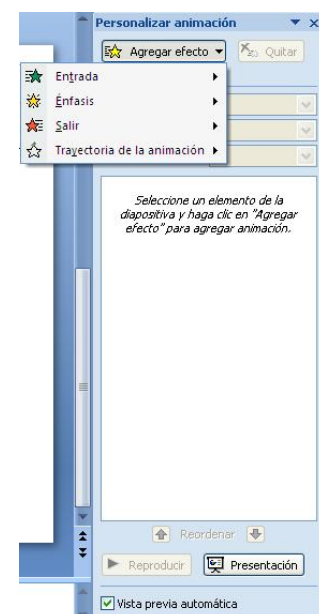 Personalizar animación
Agregar efecto
Quitar
Entrada
Énfasis
Salir
Trayectoria de la animación
Seleccione un elemento de la
diapositiva y haga clic en "Agregar
efecto" para agregar animación.
Reordenar
Reproducir
Presentación
Vista previa automática